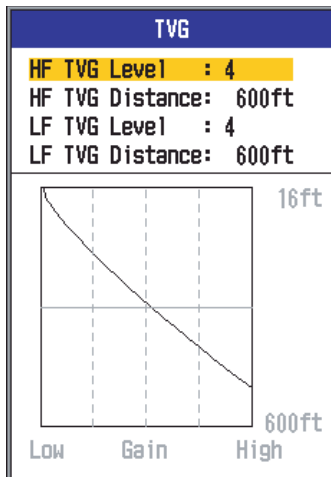 TVG
HF TVG Level : 4
HF TVG Distance: 600ft
LF TVG Level : 4
LF TVG Distance: 600ft
16ft
600ft
Low Gain High